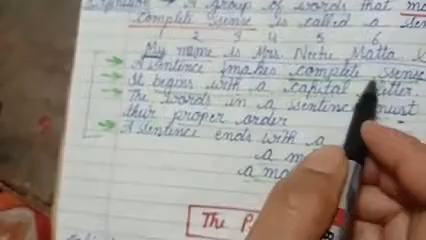 → A group of words that
complete sense is called a
2 3 4 5 6
My name is Mrs. Neetu Matta
A sentence makes complete sense
It begins with a capital letter.
The words in a sentence must
their proper order
A sentence ends with a
a
a
The